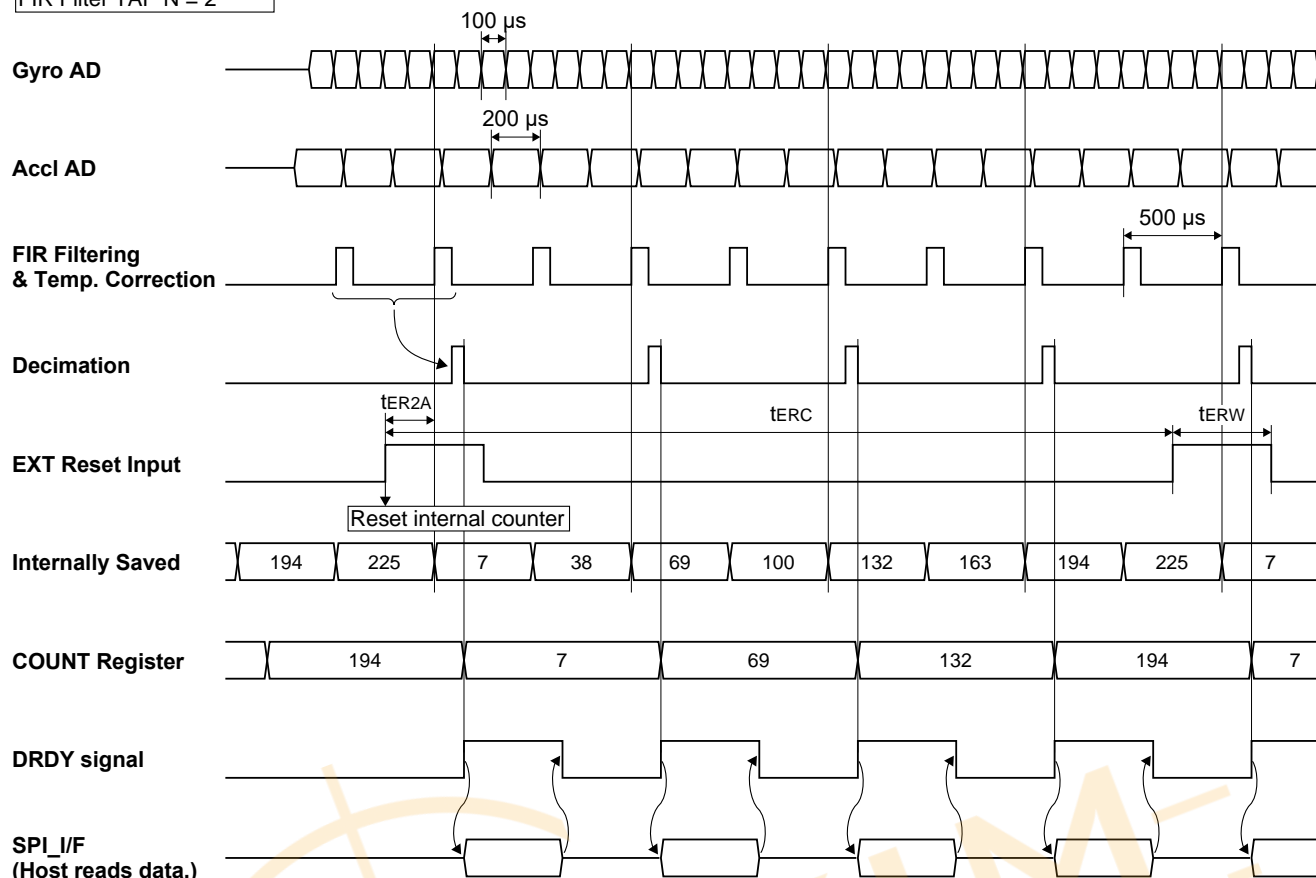 FIR Filter TAP N = 2
100 µs
Gyro AD
200 µs
Accl AD
500 µs
FIR Filtering
& Temp. Correction
Decimation
tER2A
tERC
tERW
EXT Reset Input
Reset internal counter
Internally Saved
194 225 7 38 69 100 132 163 194 225 7
COUNT Register
194 7 69 132 194 7
DRDY signal
SPI_I/F
(Host reads data.)